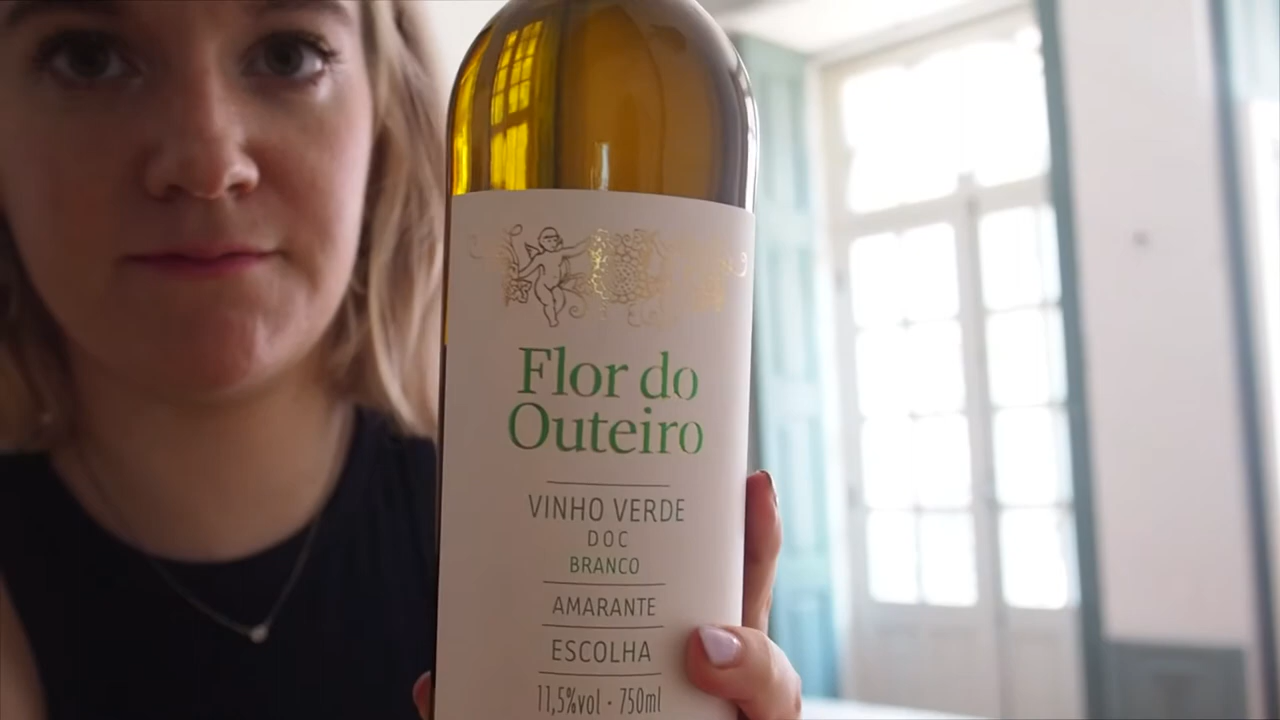 Flor do
Outeiro
VINHO VERDE
DOC
BRANCO
AMARANTE
ESCOLHA
11,5%vol · 750ml